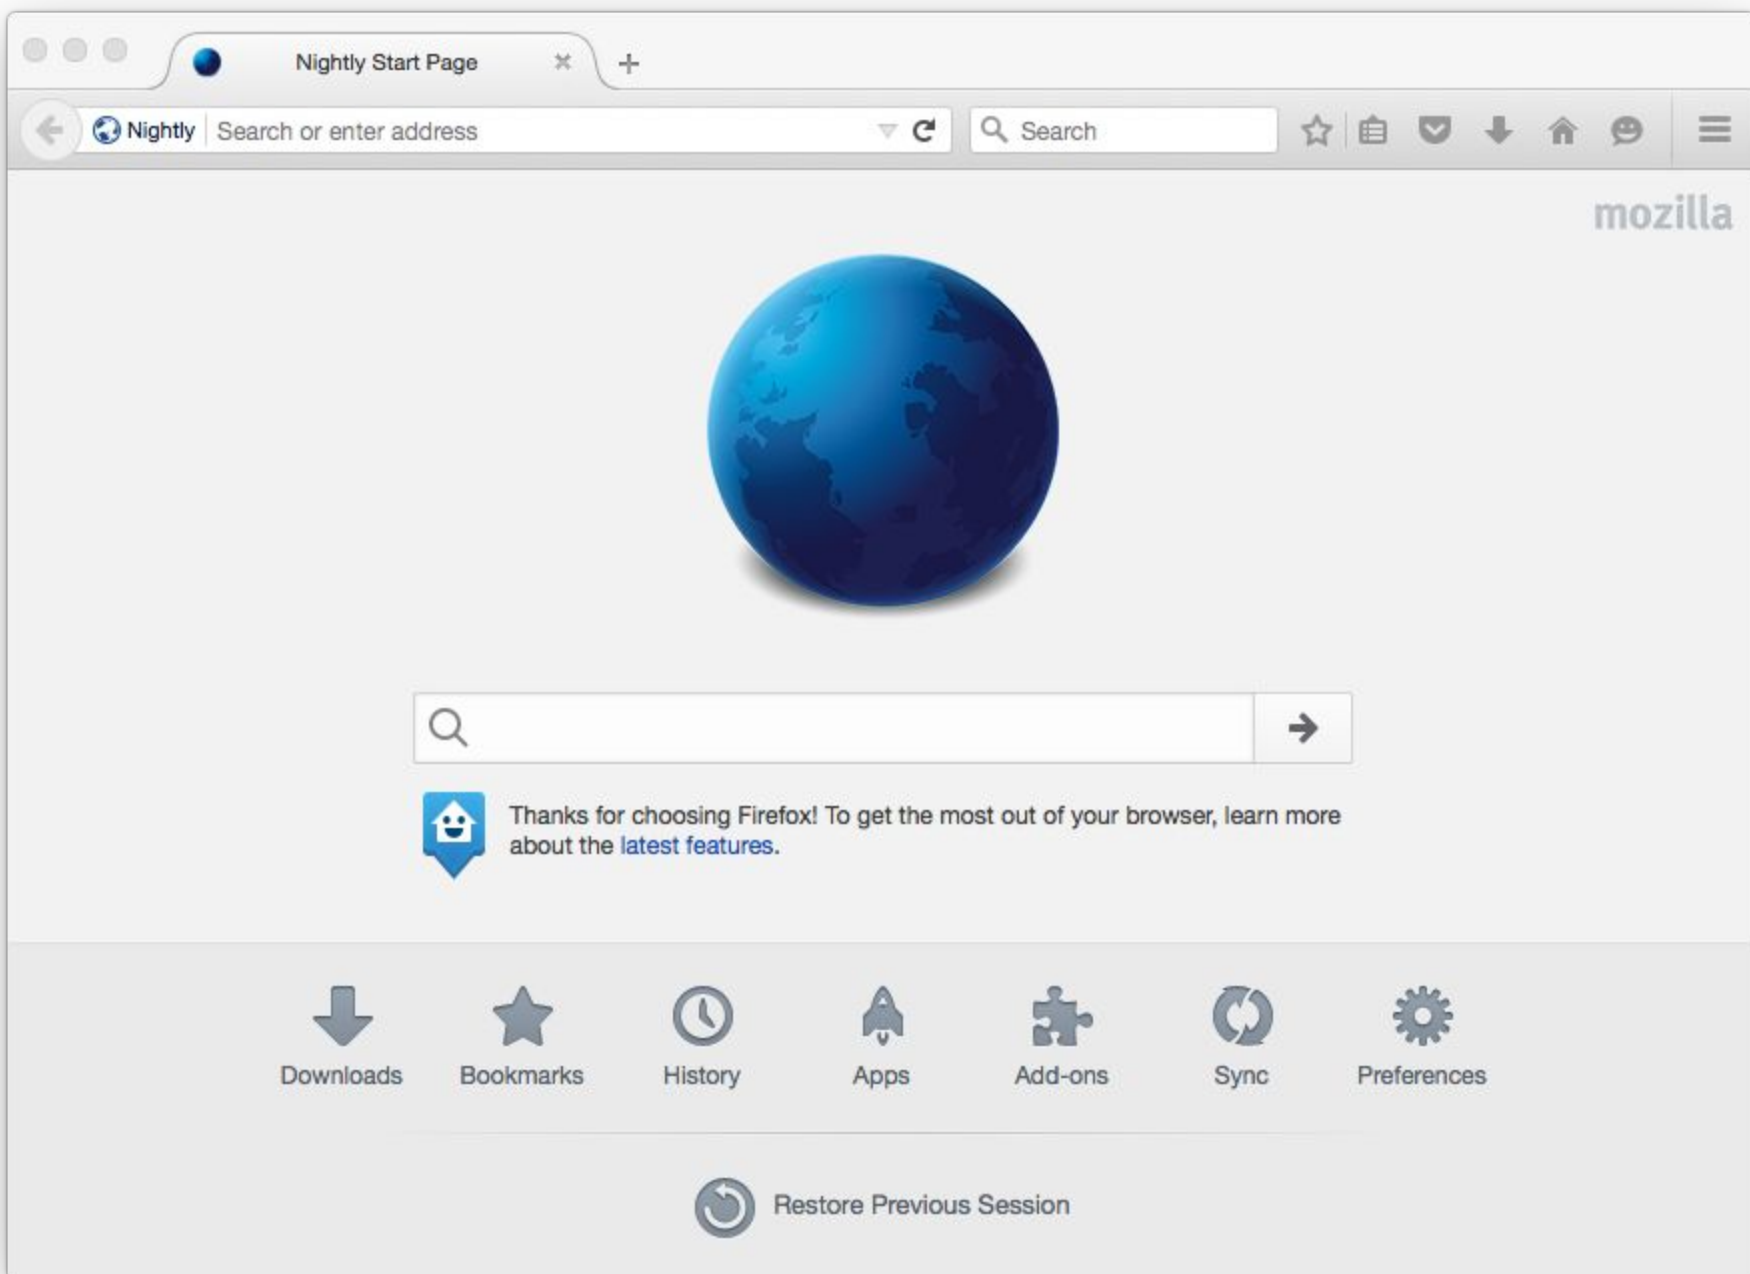 Nightly Start Page
Nightly Search or enter address
Search
mozilla
Thanks for choosing Firefox! To get the most out of your browser, learn more
about the latest features.
Downloads
Bookmarks
History
Apps
Add-ons
Sync
Preferences
Restore Previous Session